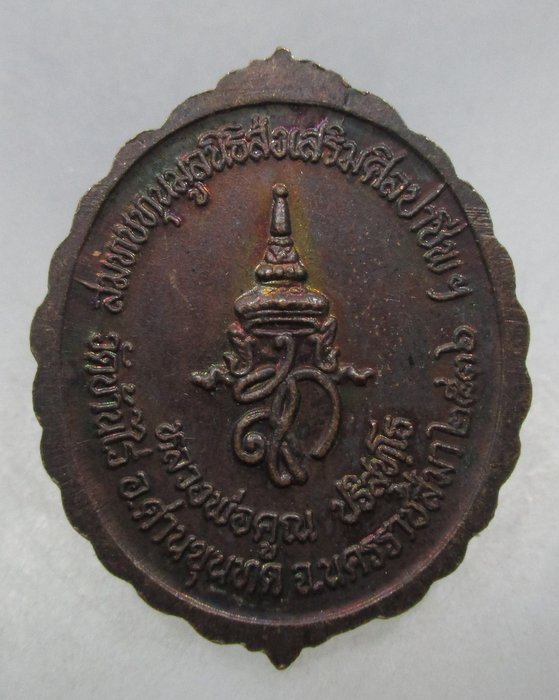 สมทบทุนมูลนิธิส่งเสริมศิลปาชีพฯ
หลวงพ่อคูณ ปริสุทฺโธ
วัดบ้านไร่ อ.ด่านขุนทด จ.นครราชสีมา ๒๕๓๖